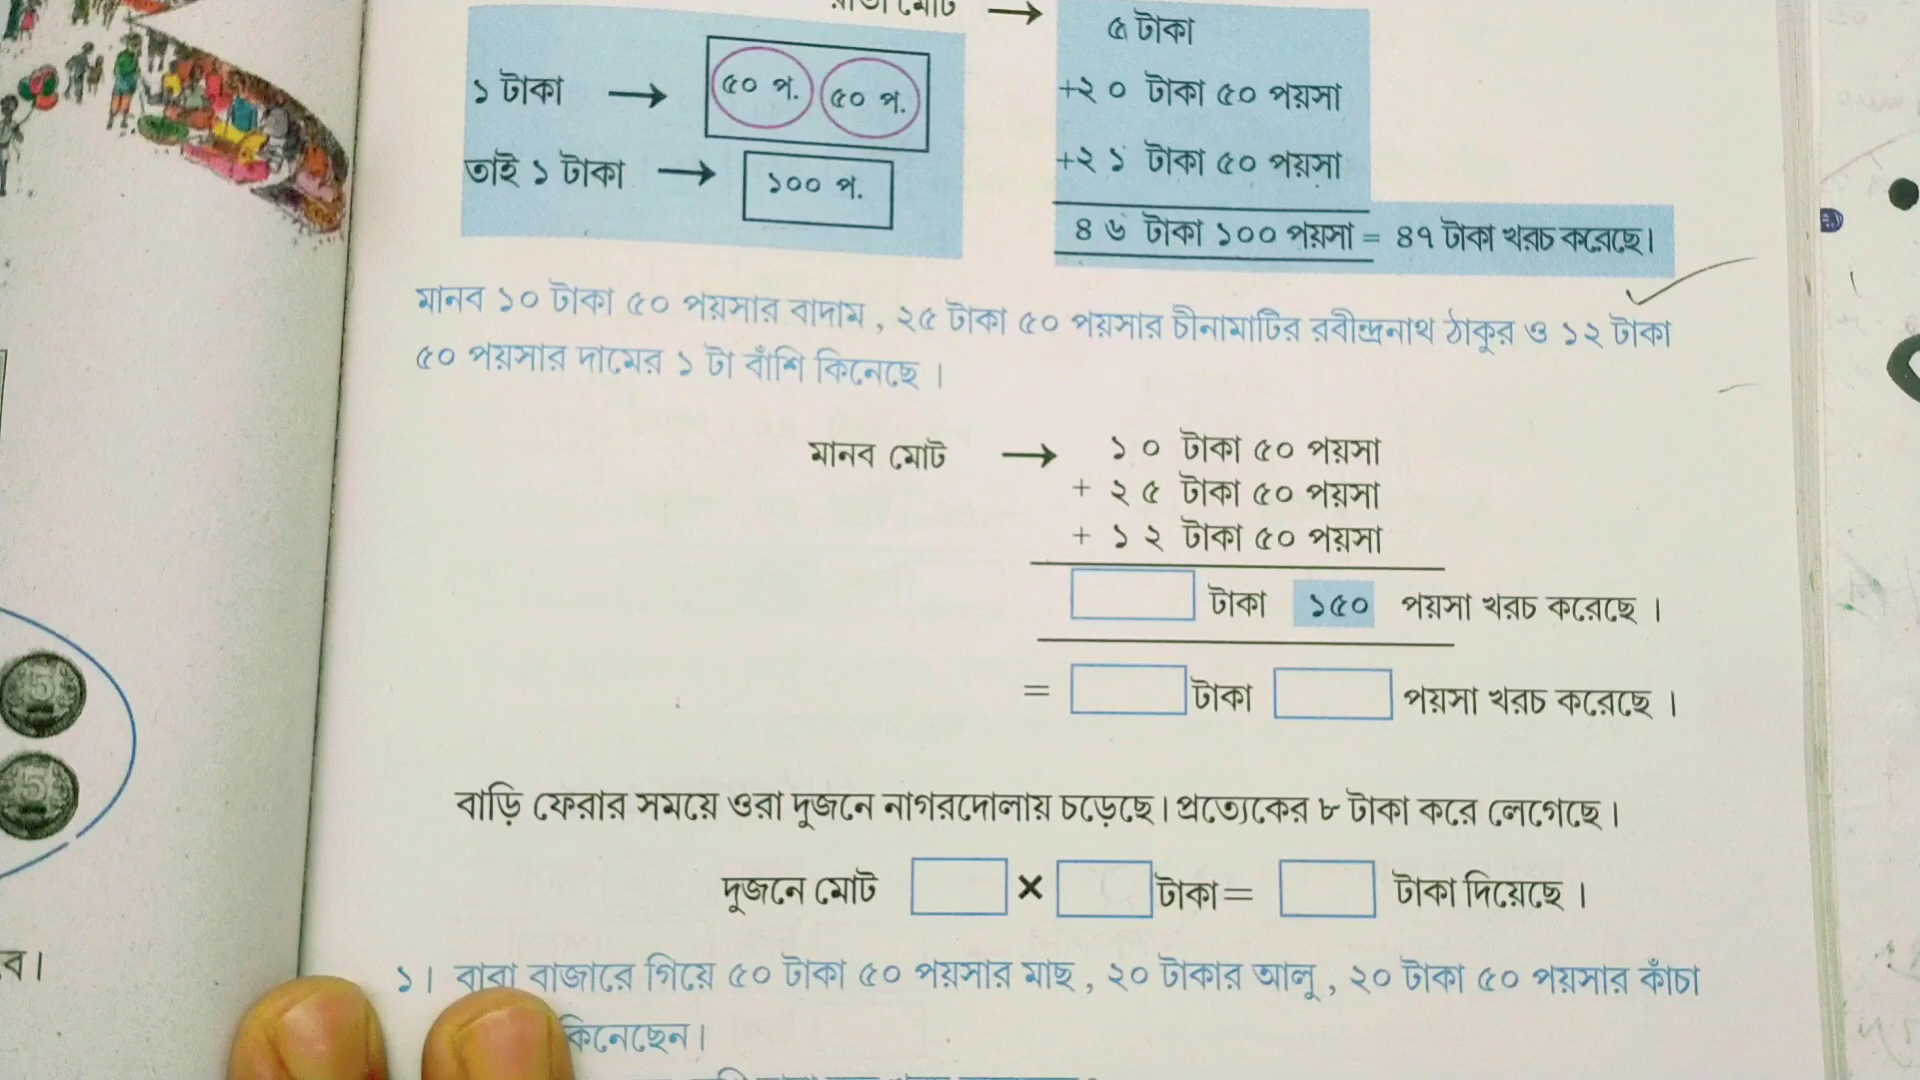 মোট → ৫ টাকা
১ টাকা → ৫০ প. ৫০ প. +২ ০ টাকা ৫০ পয়সা
তাই ১ টাকা → ১০০ প. +২ ১ টাকা ৫০ পয়সা
৪ ৬ টাকা ১০০ পয়সা = ৪৭ টাকা খরচ করেছে।
মানব ১০ টাকা ৫০ পয়সার বাদাম , ২৫ টাকা ৫০ পয়সার চীনামাটির রবীন্দ্রনাথ ঠাকুর ও ১২ টাকা
৫০ পয়সার দামের ১ টা বাঁশি কিনেছে ।
মানব মোট → ১ ০ টাকা ৫০ পয়সা
+ ২ ৫ টাকা ৫০ পয়সা
+ ১ ২ টাকা ৫০ পয়সা
টাকা ১৫০ পয়সা খরচ করেছে ।
= টাকা পয়সা খরচ করেছে ।
বাড়ি ফেরার সময়ে ওরা দুজনে নাগরদোলায় চড়েছে। প্রত্যেকের ৮ টাকা করে লেগেছে।
দুজনে মোট × টাকা = টাকা দিয়েছে ।
১। বাবা বাজারে গিয়ে ৫০ টাকা ৫০ পয়সার মাছ , ২০ টাকার আলু , ২০ টাকা ৫০ পয়সার কাঁচা
কিনেছেন।
5
5